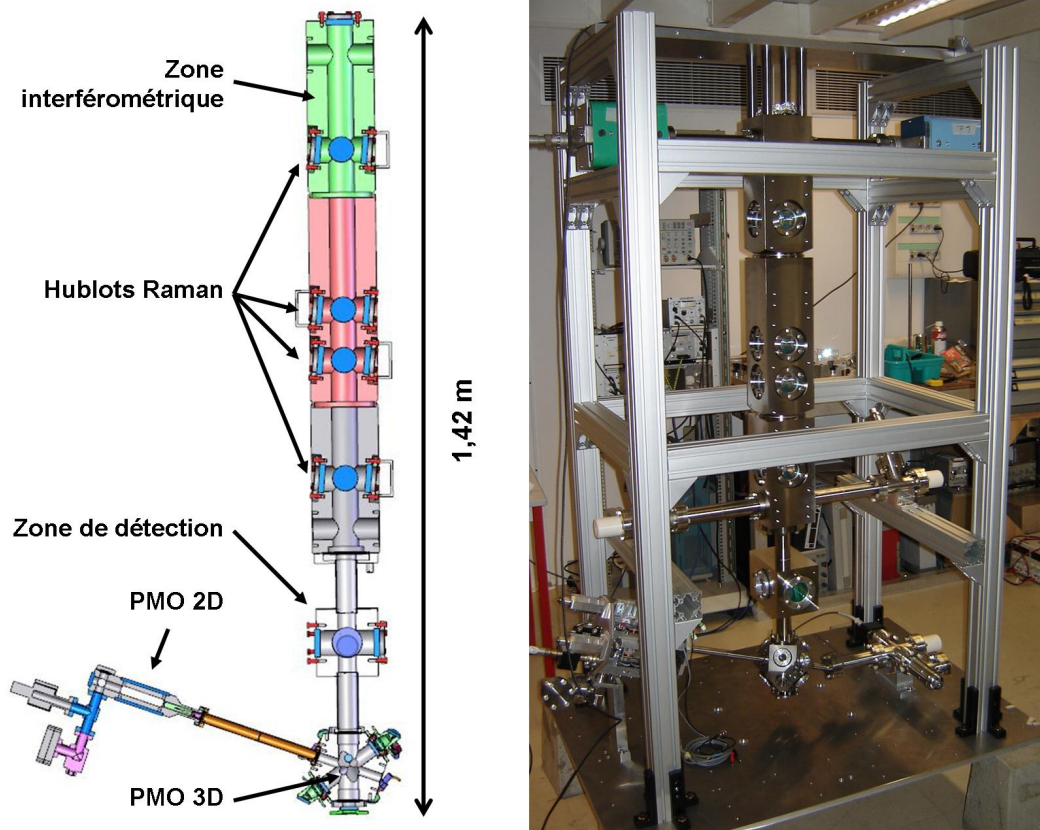 Zone
interférométrique
Hublots Raman
1,42 m
Zone de détection
PMO 2D
PMO 3D